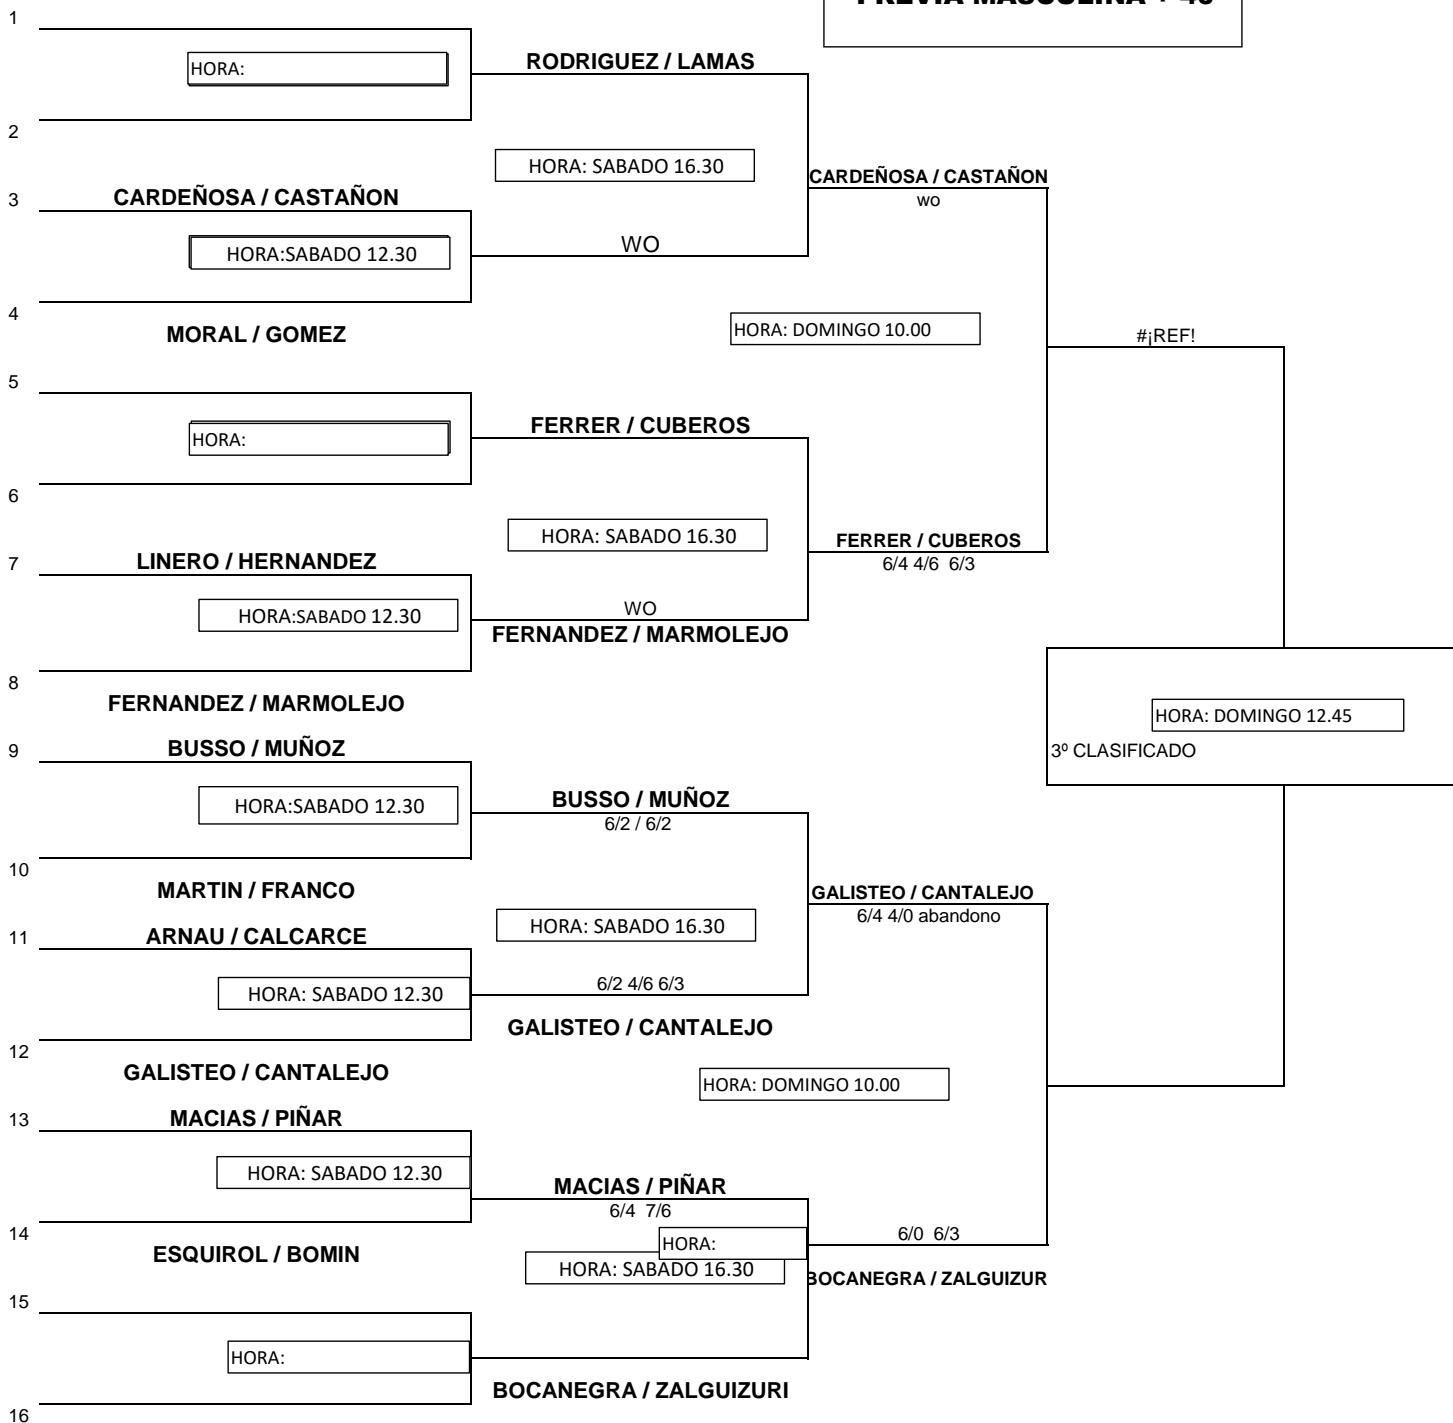 PREVIA MASCULINA + 45
1
HORA:
RODRIGUEZ / LAMAS
2
HORA: SABADO 16.30
CARDEÑOSA / CASTAÑON
wo
3
CARDEÑOSA / CASTAÑON
HORA:SABADO 12.30
WO
4
MORAL / GOMEZ
HORA: DOMINGO 10.00
#¡REF!
5
HORA:
FERRER / CUBEROS
6
HORA: SABADO 16.30
FERRER / CUBEROS
6/4 4/6 6/3
7
LINERO / HERNANDEZ
HORA:SABADO 12.30
WO
FERNANDEZ / MARMOLEJO
8
FERNANDEZ / MARMOLEJO
HORA: DOMINGO 12.45
3º CLASIFICADO
9
BUSSO / MUÑOZ
HORA:SABADO 12.30
BUSSO / MUÑOZ
6/2 / 6/2
10
MARTIN / FRANCO
GALISTEO / CANTALEJO
6/4 4/0 abandono
HORA: SABADO 16.30
11
ARNAU / CALCARCE
HORA: SABADO 12.30
6/2 4/6 6/3
GALISTEO / CANTALEJO
12
GALISTEO / CANTALEJO
HORA: DOMINGO 10.00
13
MACIAS / PIÑAR
HORA: SABADO 12.30
MACIAS / PIÑAR
6/4 7/6
14
ESQUIROL / BOMIN
HORA:
HORA: SABADO 16.30
6/0 6/3
BOCANEGRA / ZALGUIZUR
15
HORA:
BOCANEGRA / ZALGUIZURI
16